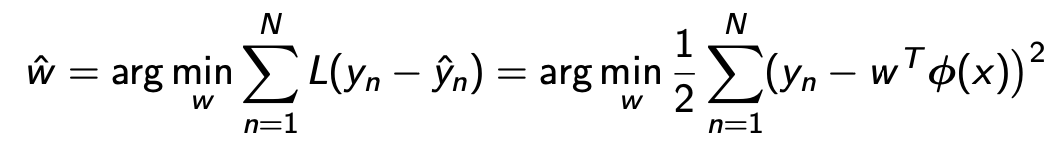 ŵ = arg min_w ∑_{n=1}^{N} L(y_n − ŷ_n) = arg min_w 1/2 ∑_{n=1}^{N} (y_n − w^T ϕ(x))^2